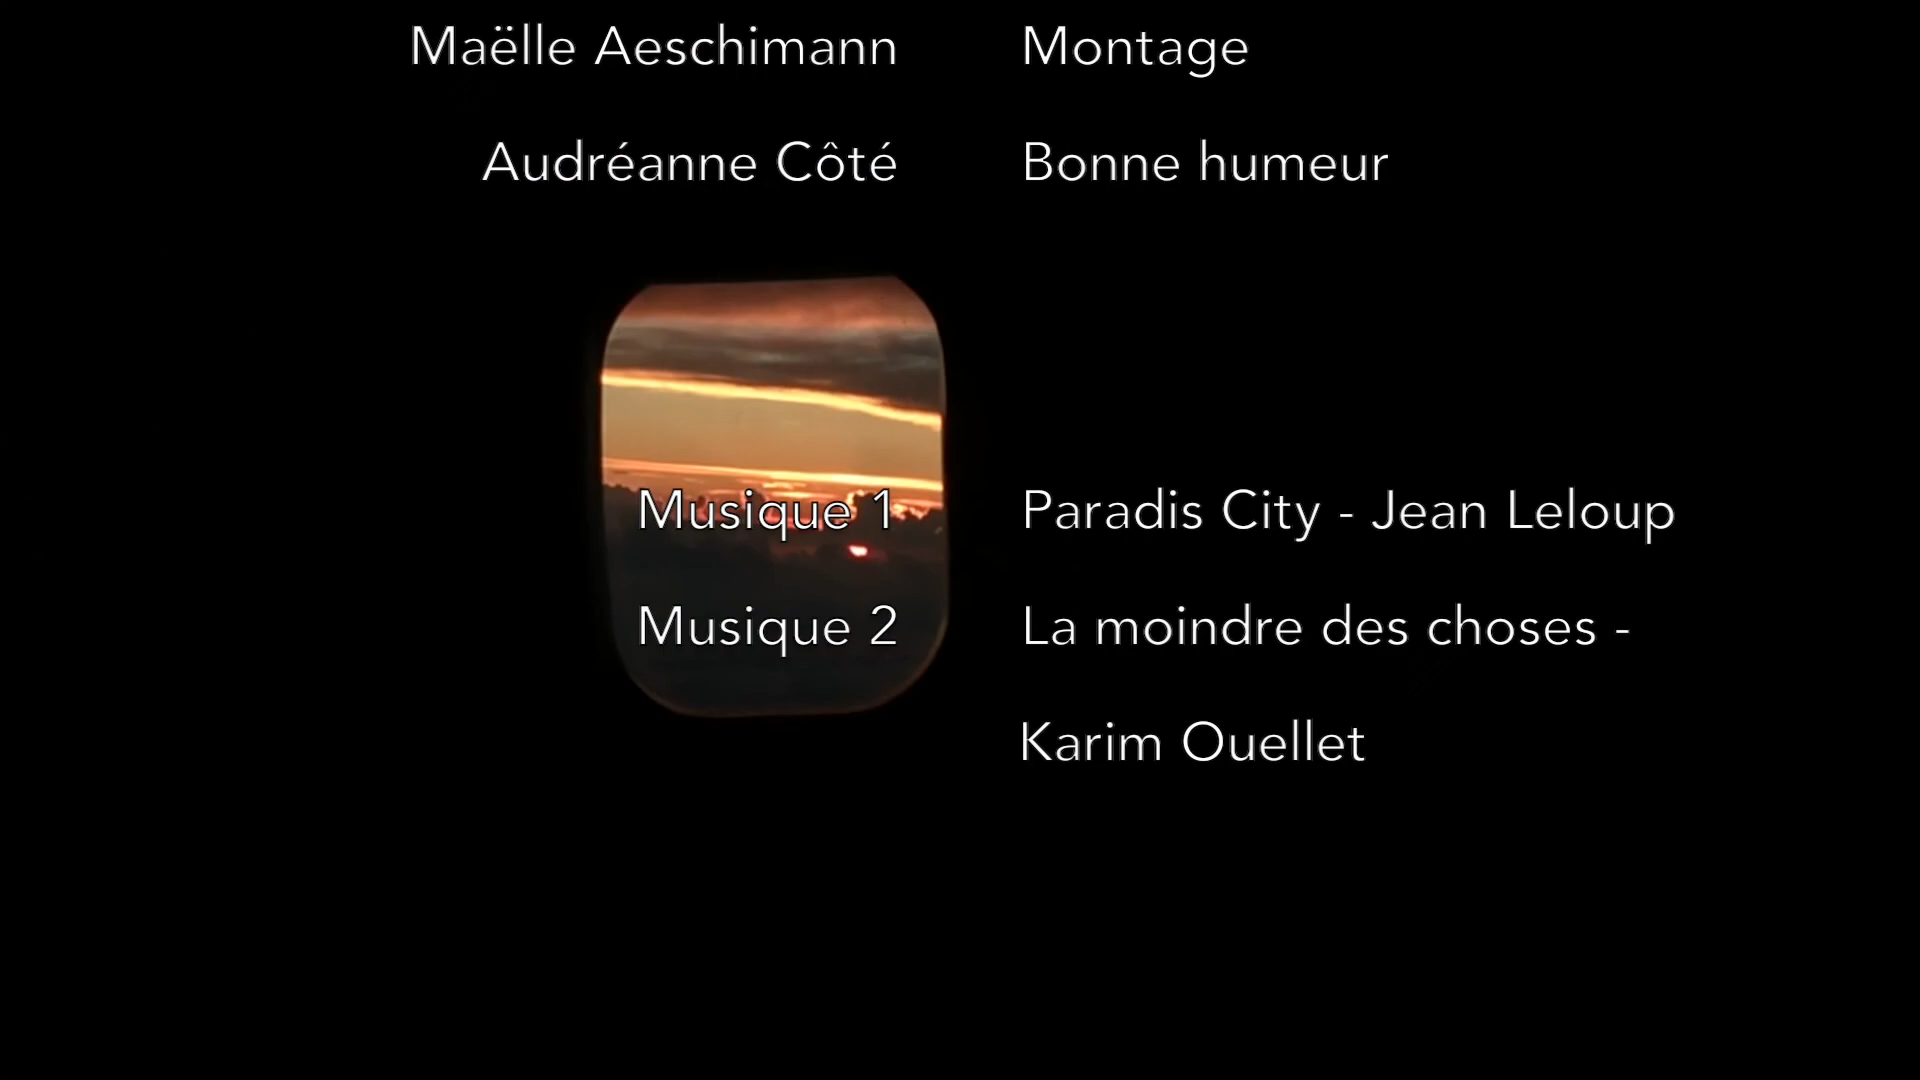 Maëlle Aeschimann Montage
Audréanne Côté Bonne humeur
Musique 1 Paradis City - Jean Leloup
Musique 2 La moindre des choses -
Karim Ouellet